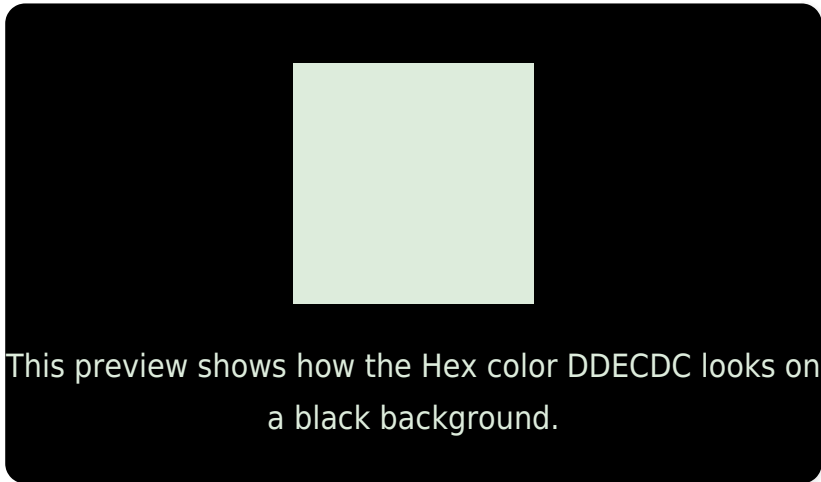 This preview shows how the Hex color DDECDC looks on
a black background.